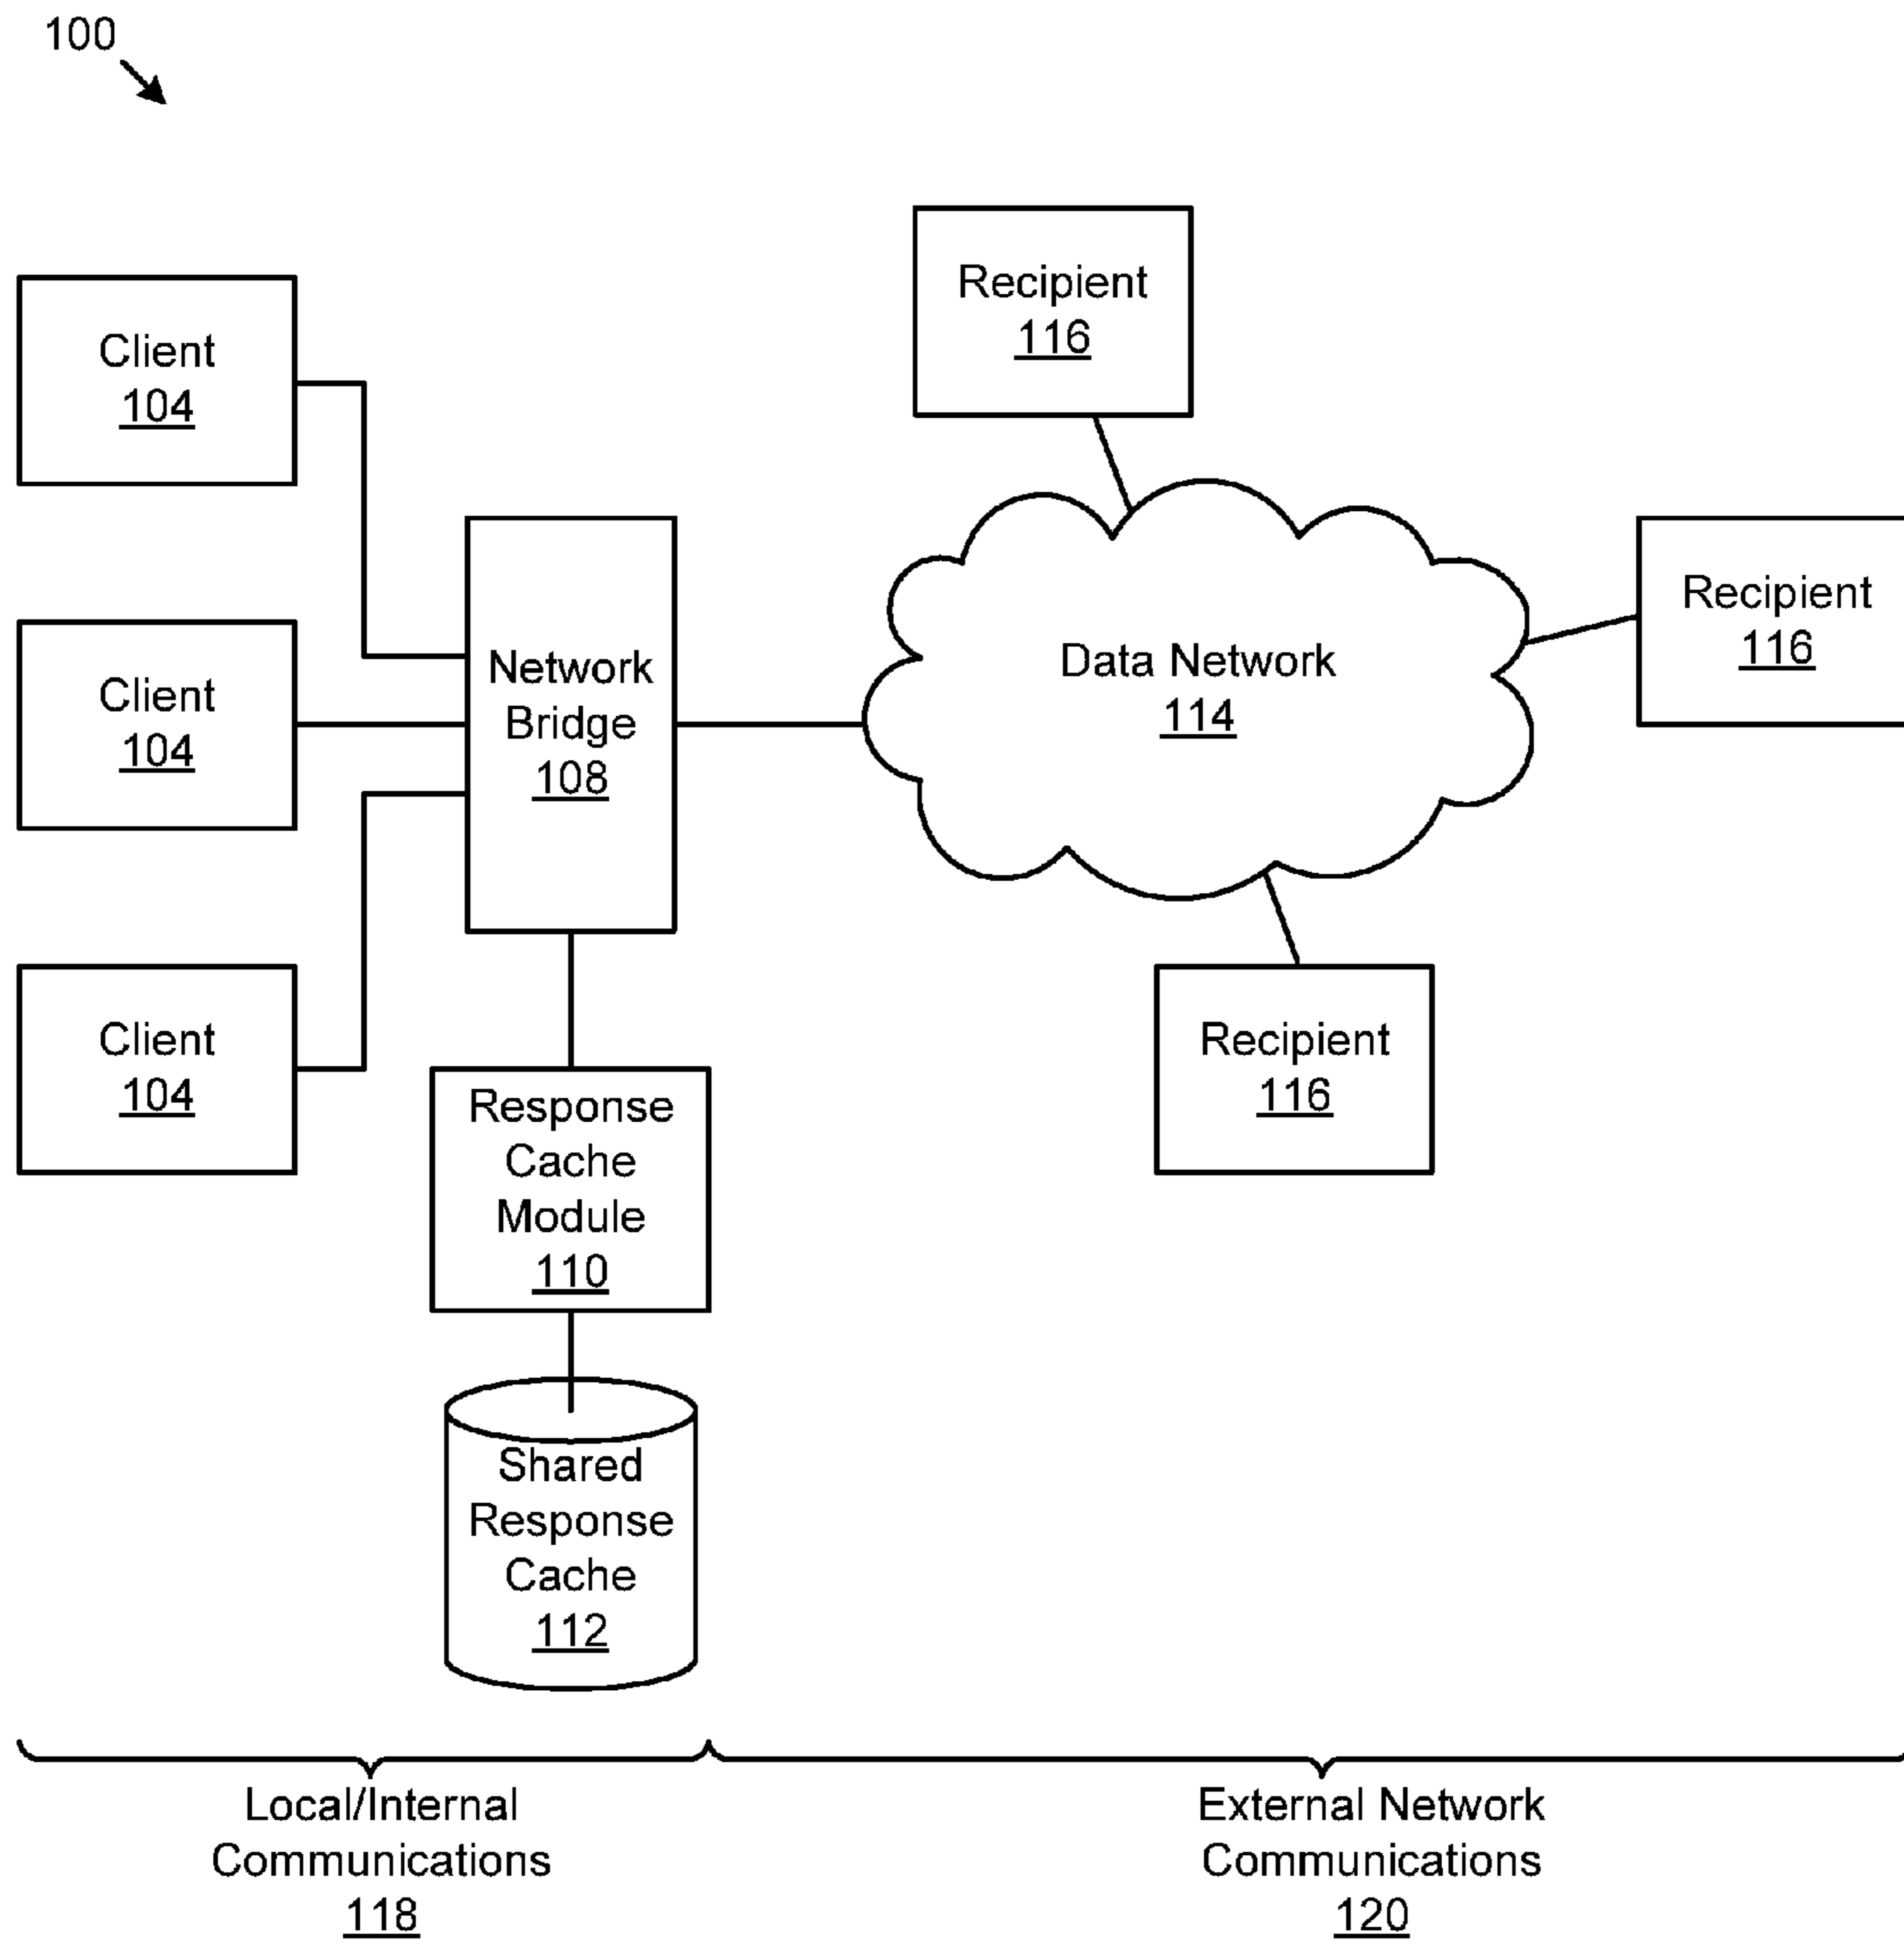 100
Client
104
Client
104
Client
104
Network
Bridge
108
Response
Cache
Module
110
Shared
Response
Cache
112
Recipient
116
Data Network
114
Recipient
116
Recipient
116
Local/Internal
Communications
118
External Network
Communications
120